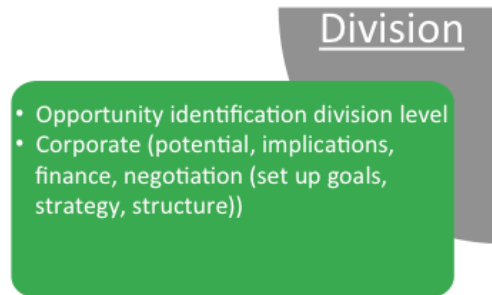 Division
• Opportunity identification division level
• Corporate (potential, implications,
finance, negotiation (set up goals,
strategy, structure))